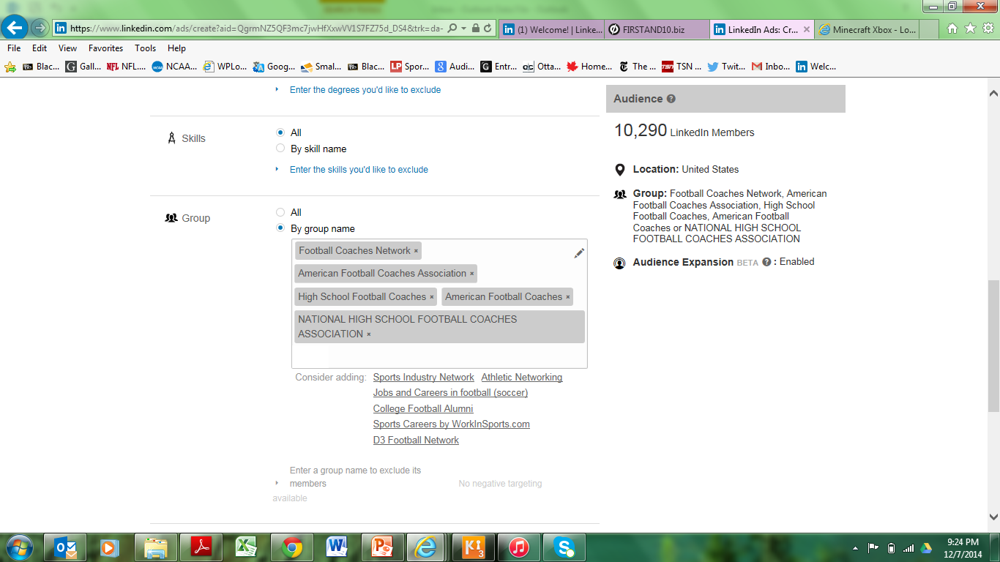 https://www.linkedin.com/ads/create?aid=QgrmNZ5QF3mc7jwHfXxwVV1S7FZ75d_DS4&trk=da-
(1) Welcome! | Linke...
FIRSTAND10.biz
LinkedIn Ads: Cr...
Minecraft Xbox - Lo...
File Edit View Favorites Tools Help
Blac... Gall... NFL.... NCAA... WPLo... Goog... Smal... Blac... Spor... Audi... Entr... Otta... Home... The ... TSN ... Twit... Inbo... Welc...
Enter the degrees you'd like to exclude
Skills
All
By skill name
Enter the skills you'd like to exclude
Group
All
By group name
Football Coaches Network ×
American Football Coaches Association ×
High School Football Coaches × American Football Coaches ×
NATIONAL HIGH SCHOOL FOOTBALL COACHES
ASSOCIATION ×
Consider adding: Sports Industry Network Athletic Networking
Jobs and Careers in football (soccer)
College Football Alumni
Sports Careers by WorkInSports.com
D3 Football Network
Enter a group name to exclude its
members No negative targeting
available
Audience
10,290 LinkedIn Members
Location: United States
Group: Football Coaches Network, American
Football Coaches Association, High School
Football Coaches, American Football
Coaches or NATIONAL HIGH SCHOOL
FOOTBALL COACHES ASSOCIATION
Audience Expansion BETA : Enabled
9:24 PM
12/7/2014